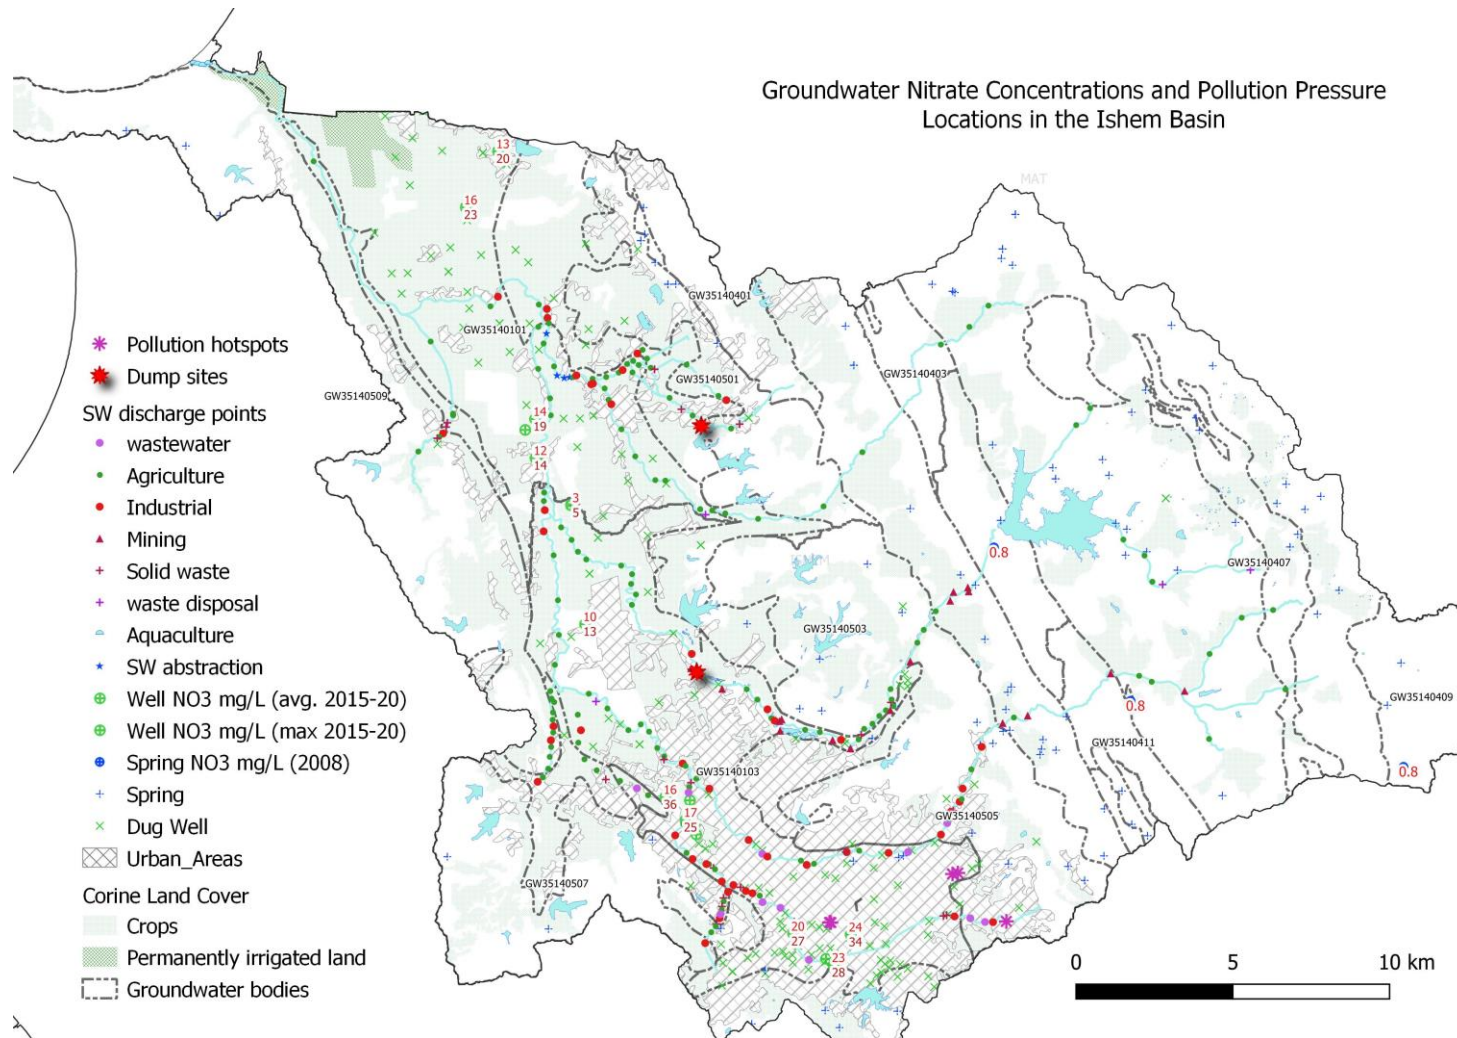 Groundwater Nitrate Concentrations and Pollution Pressure
Locations in the Ishem Basin
MAT
13
20
16
23
GW35140401
GW35140101
GW35140403
GW35140501
GW35140509
14
19
12
14
3
5
0.8
GW35140407
10
13
GW35140503
GW35140409
0.8
GW35140411
0.8
GW35140103
16
36
17
25
GW35140505
GW35140507
20
27
24
34
23
28
Pollution hotspots
Dump sites
SW discharge points
wastewater
Agriculture
Industrial
Mining
Solid waste
waste disposal
Aquaculture
SW abstraction
Well NO3 mg/L (avg. 2015-20)
Well NO3 mg/L (max 2015-20)
Spring NO3 mg/L (2008)
Spring
Dug Well
Urban_Areas
Corine Land Cover
Crops
Permanently irrigated land
Groundwater bodies
0 5 10 km